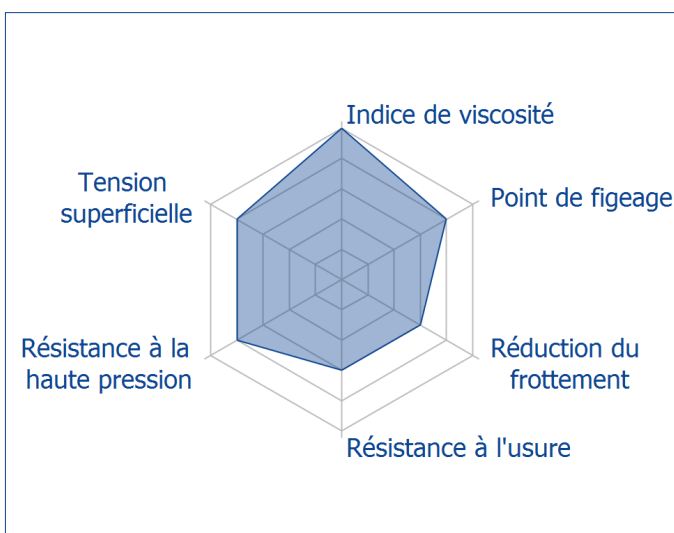 Indice de viscosité
Point de figeage
Réduction du
frottement
Résistance à l'usure
Résistance à la
haute pression
Tension
superficielle